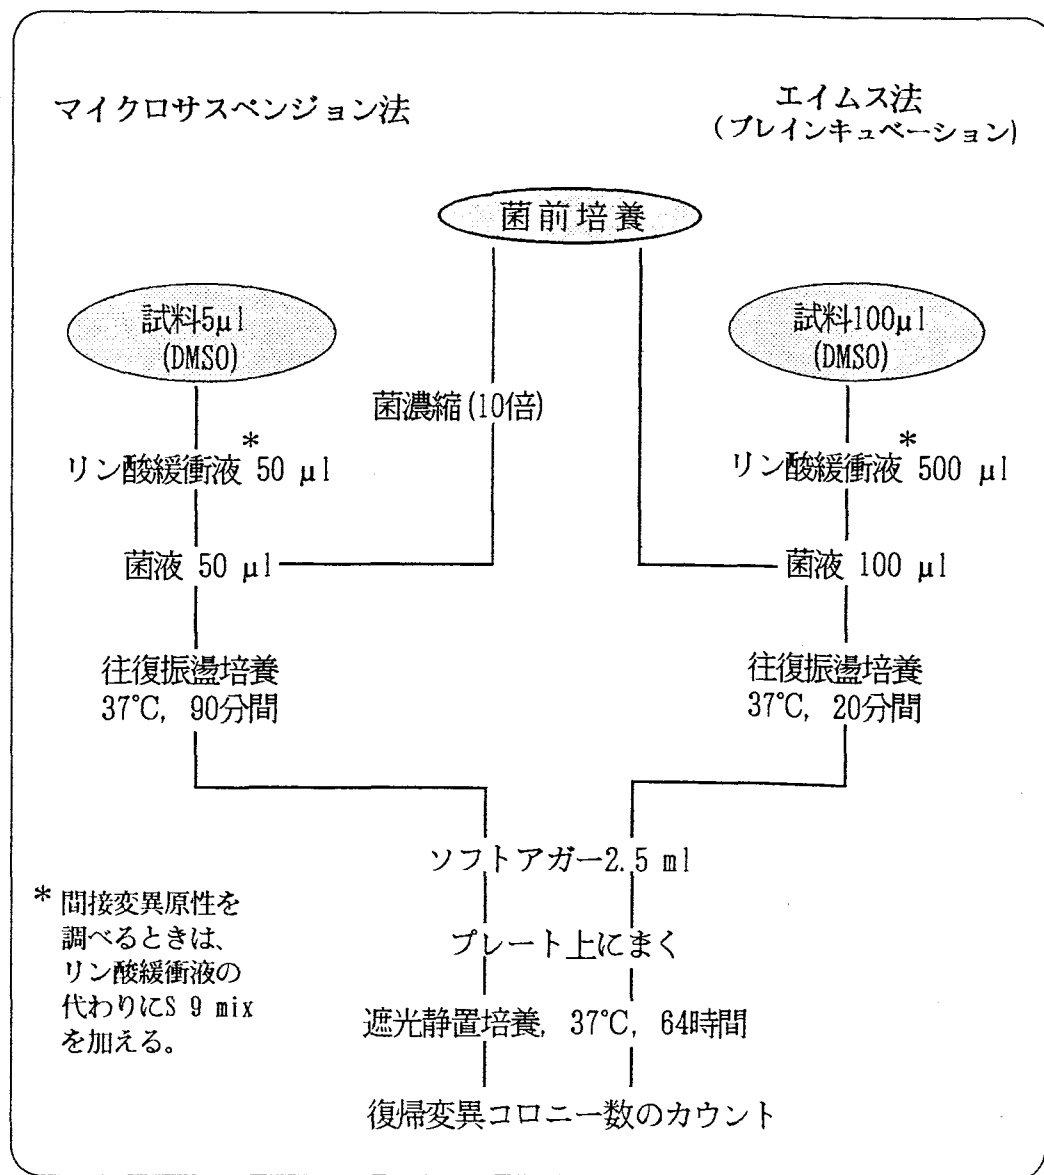 マイクロサスペンジョン法
エイムス法
(プレインキュベーション)
菌前培養
試料5μl
(DMSO)
試料100μl
(DMSO)
菌濃縮(10倍)
*
リン酸緩衝液 50 μl
*
リン酸緩衝液 500 μl
菌液 50 μl
菌液 100 μl
往復振盪培養
37°C, 90分間
往復振盪培養
37°C, 20分間
ソフトアガー2.5 ml
プレート上にまく
遮光静置培養, 37°C, 64時間
復帰変異コロニー数のカウント
* 間接変異原性を
調べるときは、
リン酸緩衝液の
代わりにS 9 mix
を加える。